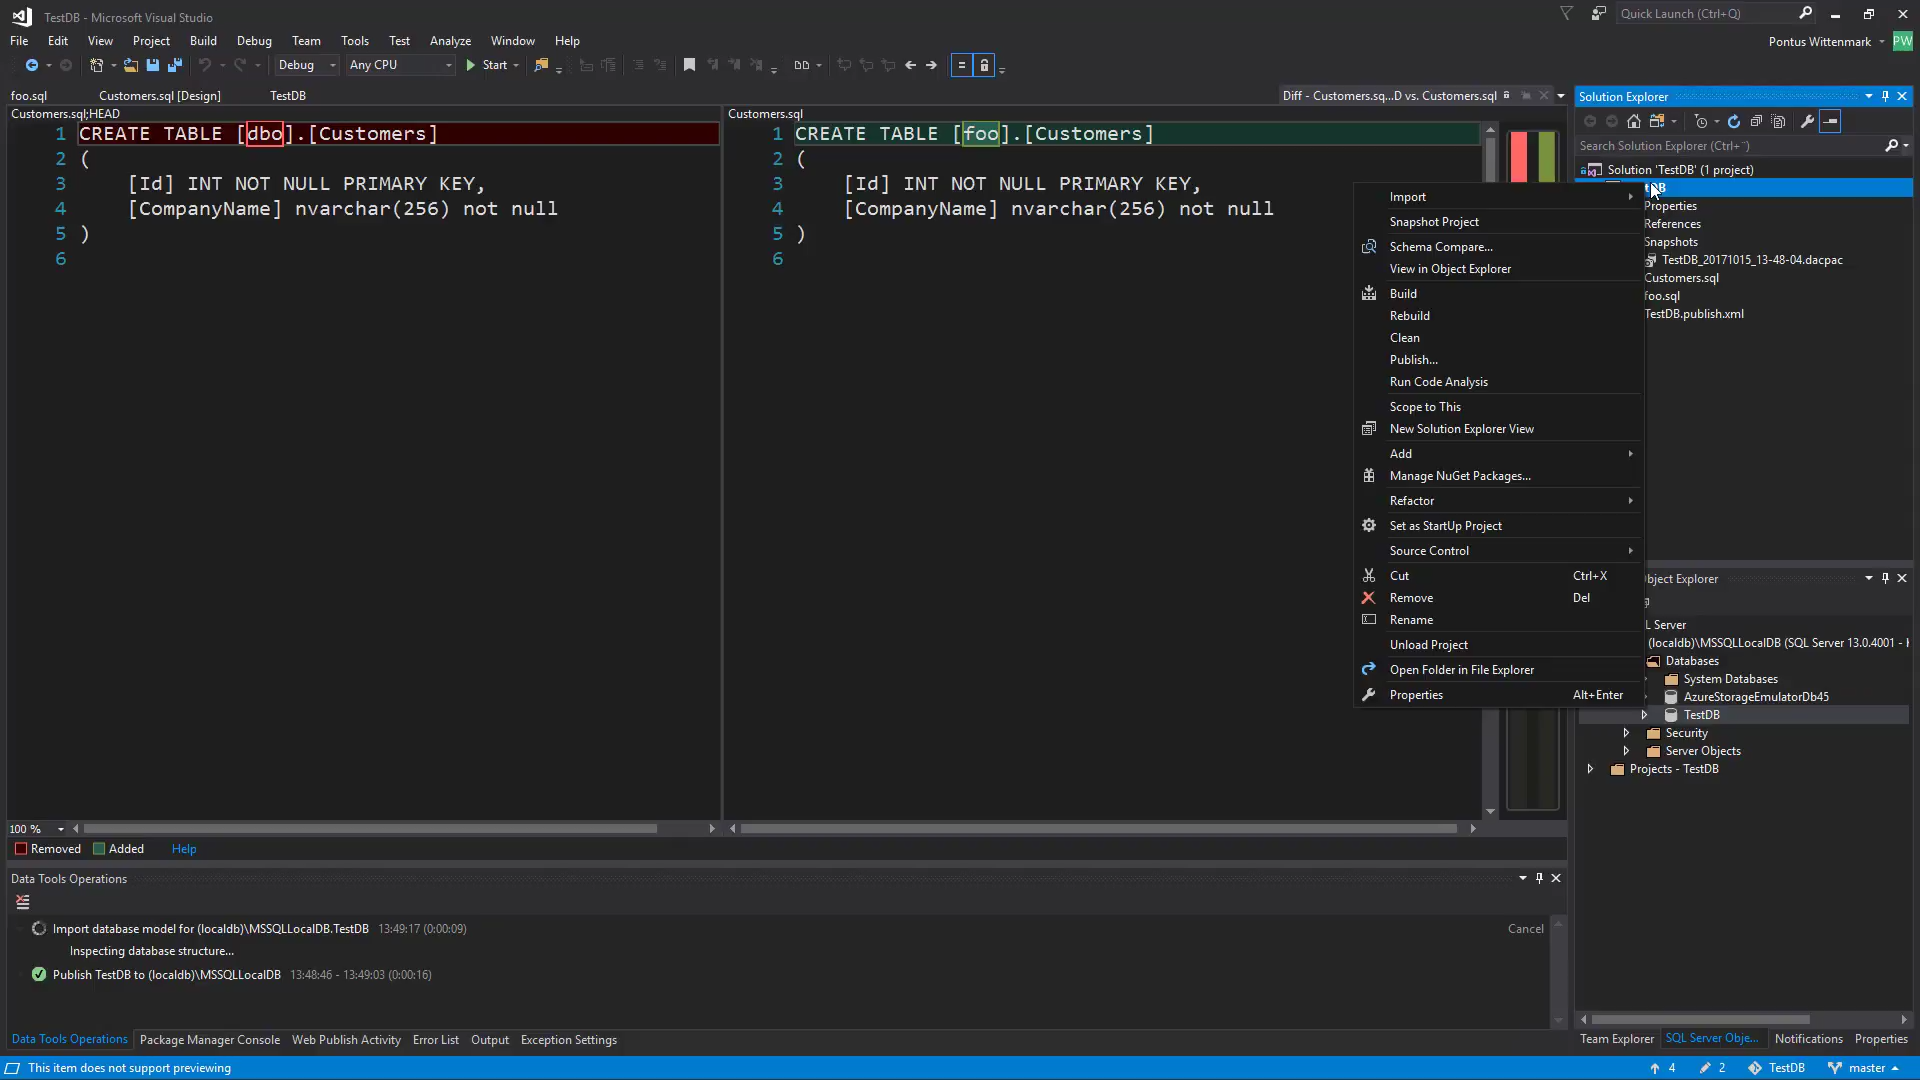 TestDB - Microsoft Visual Studio
Quick Launch (Ctrl+Q)
File Edit View Project Build Debug Team Tools Test Analyze Window Help
Pontus Wittenmark PW
Debug Any CPU Start
foo.sql Customers.sql [Design] TestDB Diff - Customers.sq...D vs. Customers.sql
Customers.sql;HEAD
1 CREATE TABLE [dbo].[Customers]
2 (
3 [Id] INT NOT NULL PRIMARY KEY,
4 [CompanyName] nvarchar(256) not null
5 )
6
Customers.sql
1 CREATE TABLE [foo].[Customers]
2 (
3 [Id] INT NOT NULL PRIMARY KEY,
4 [CompanyName] nvarchar(256) not null
5 )
6
Import
Snapshot Project
Schema Compare...
View in Object Explorer
Build
Rebuild
Clean
Publish...
Run Code Analysis
Scope to This
New Solution Explorer View
Add
Manage NuGet Packages...
Refactor
Set as StartUp Project
Source Control
Cut Ctrl+X
Remove Del
Rename
Unload Project
Open Folder in File Explorer
Properties Alt+Enter
Solution Explorer
Search Solution Explorer (Ctrl+¨)
Solution 'TestDB' (1 project)
Properties
References
Snapshots
TestDB_20171015_13-48-04.dacpac
Customers.sql
foo.sql
TestDB.publish.xml
bject Explorer
L Server
(localdb)\MSSQLLocalDB (SQL Server 13.0.4001 -
Databases
System Databases
AzureStorageEmulatorDb45
TestDB
Security
Server Objects
Projects - TestDB
100 %
Removed Added Help
Data Tools Operations
Import database model for (localdb)\MSSQLLocalDB.TestDB 13:49:17 (0:00:09) Cancel
Inspecting database structure...
Publish TestDB to (localdb)\MSSQLLocalDB 13:48:46 - 13:49:03 (0:00:16)
Data Tools Operations Package Manager Console Web Publish Activity Error List Output Exception Settings
Team Explorer SQL Server Obje... Notifications Properties
This item does not support previewing
4 2 TestDB master